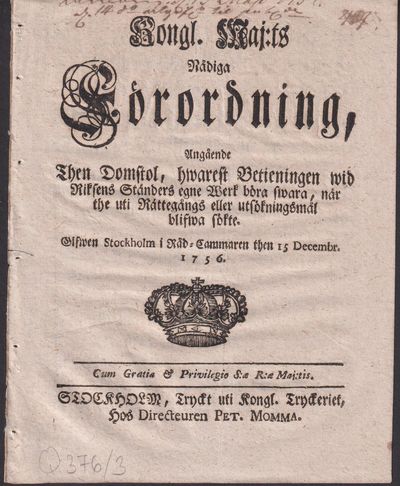 Kongl. Maj:ts
Nådiga
Förordning,
Angående
Then Domstol, hwarest Betieningen wid
Riksens Ständers egne Werk böra swara, när
the uti Rättegångs eller utsökningsmål
blifwa sökte.
Gifwen Stockholm i Råd-Cammaren then 15 Decembr.
1756.
Cum Gratia & Privilegio S:æ R:æ Maj:tis.
STOCKHOLM, Tryckt uti Kongl. Tryckeriet,
Hos Directeuren PET. MOMMA.
Q 376/3